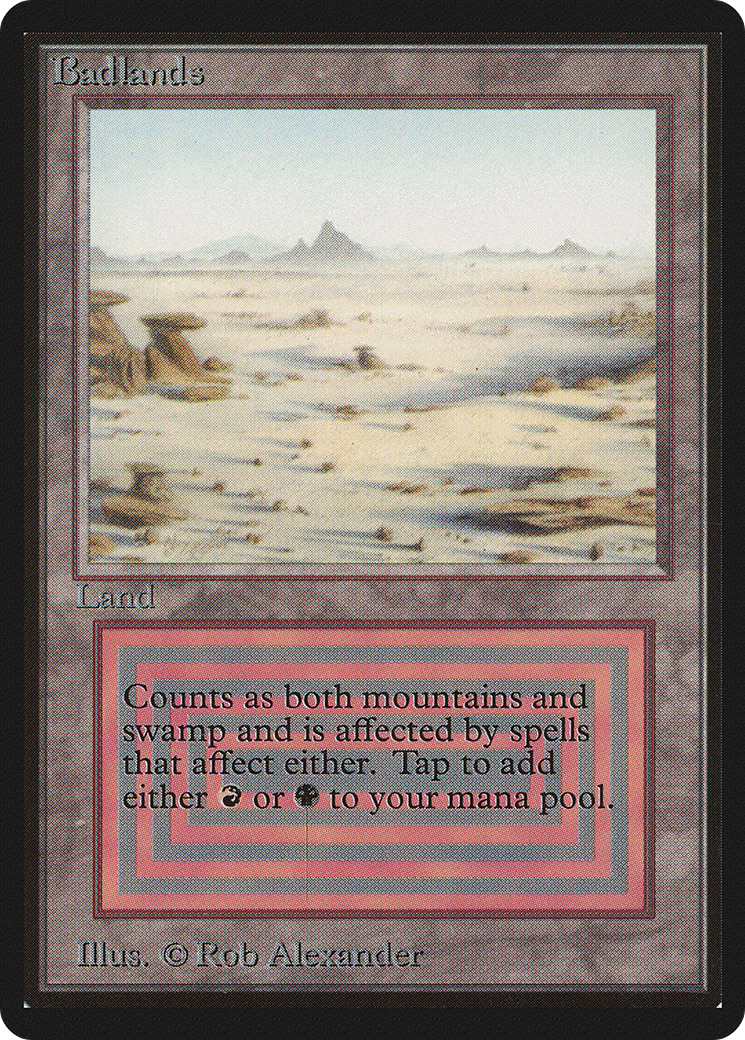 Badlands
Land
Counts as both mountains and
swamp and is affected by spells
that affect either. Tap to add
either or to your mana pool.
Illus. © Rob Alexander